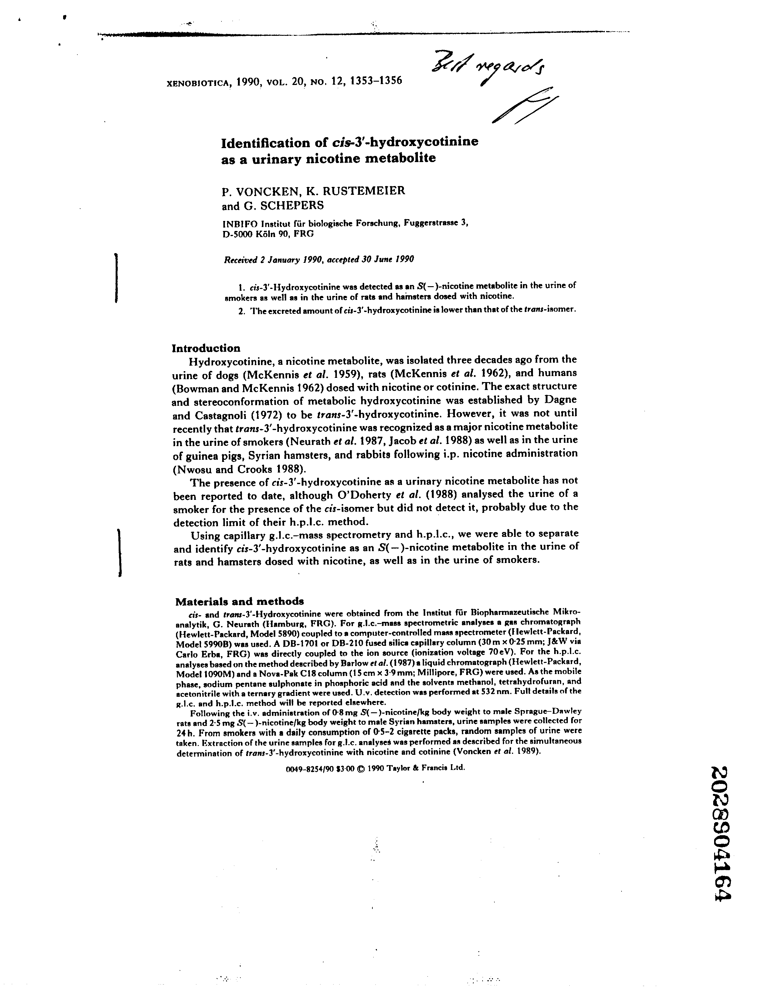 Best regards
XENOBIOTICA, 1990, VOL. 20, NO. 12, 1353–1356
Identification of cis-3′-hydroxycotinine
as a urinary nicotine metabolite
P. VONCKEN, K. RUSTEMEIER
and G. SCHEPERS
INBIFO Institut für biologische Forschung, Fuggerstrasse 3,
D-5000 Köln 90, FRG
Received 2 January 1990, accepted 30 June 1990
1. cis-3′-Hydroxycotinine was detected as an S(−)-nicotine metabolite in the urine of
smokers as well as in the urine of rats and hamsters dosed with nicotine.
2. The excreted amount of cis-3′-hydroxycotinine is lower than that of the trans-isomer.
Introduction
Hydroxycotinine, a nicotine metabolite, was isolated three decades ago from the
urine of dogs (McKennis et al. 1959), rats (McKennis et al. 1962), and humans
(Bowman and McKennis 1962) dosed with nicotine or cotinine. The exact structure
and stereoconformation of metabolic hydroxycotinine was established by Dagne
and Castagnoli (1972) to be trans-3′-hydroxycotinine. However, it was not until
recently that trans-3′-hydroxycotinine was recognized as a major nicotine metabolite
in the urine of smokers (Neurath et al. 1987, Jacob et al. 1988) as well as in the urine
of guinea pigs, Syrian hamsters, and rabbits following i.p. nicotine administration
(Nwosu and Crooks 1988).
The presence of cis-3′-hydroxycotinine as a urinary nicotine metabolite has not
been reported to date, although O'Doherty et al. (1988) analysed the urine of a
smoker for the presence of the cis-isomer but did not detect it, probably due to the
detection limit of their h.p.l.c. method.
Using capillary g.l.c.–mass spectrometry and h.p.l.c., we were able to separate
and identify cis-3′-hydroxycotinine as an S(−)-nicotine metabolite in the urine of
rats and hamsters dosed with nicotine, as well as in the urine of smokers.
Materials and methods
cis- and trans-3′-Hydroxycotinine were obtained from the Institut für Biopharmazeutische Mikro-
analytik, G. Neurath (Hamburg, FRG). For g.l.c.–mass spectrometric analyses a gas chromatograph
(Hewlett-Packard, Model 5890) coupled to a computer-controlled mass spectrometer (Hewlett-Packard,
Model 5990B) was used. A DB-1701 or DB-210 fused silica capillary column (30 m × 0·25 mm; J&W via
Carlo Erba, FRG) was directly coupled to the ion source (ionization voltage 70 eV). For the h.p.l.c.
analyses based on the method described by Barlow et al. (1987) a liquid chromatograph (Hewlett-Packard,
Model 1090M) and a Nova-Pak C18 column (15 cm × 3·9 mm; Millipore, FRG) were used. As the mobile
phase, sodium pentane sulphonate in phosphoric acid and the solvents methanol, tetrahydrofuran, and
acetonitrile with a ternary gradient were used. U.v. detection was performed at 532 nm. Full details of the
g.l.c. and h.p.l.c. method will be reported elsewhere.
Following the i.v. administration of 0·8 mg S(−)-nicotine/kg body weight to male Sprague–Dawley
rats and 2·5 mg S(−)-nicotine/kg body weight to male Syrian hamsters, urine samples were collected for
24 h. From smokers with a daily consumption of 0·5–2 cigarette packs, random samples of urine were
taken. Extraction of the urine samples for g.l.c. analyses was performed as described for the simultaneous
determination of trans-3′-hydroxycotinine with nicotine and cotinine (Voncken et al. 1989).
0049–8254/90 $3·00 © 1990 Taylor & Francis Ltd.
2028904164